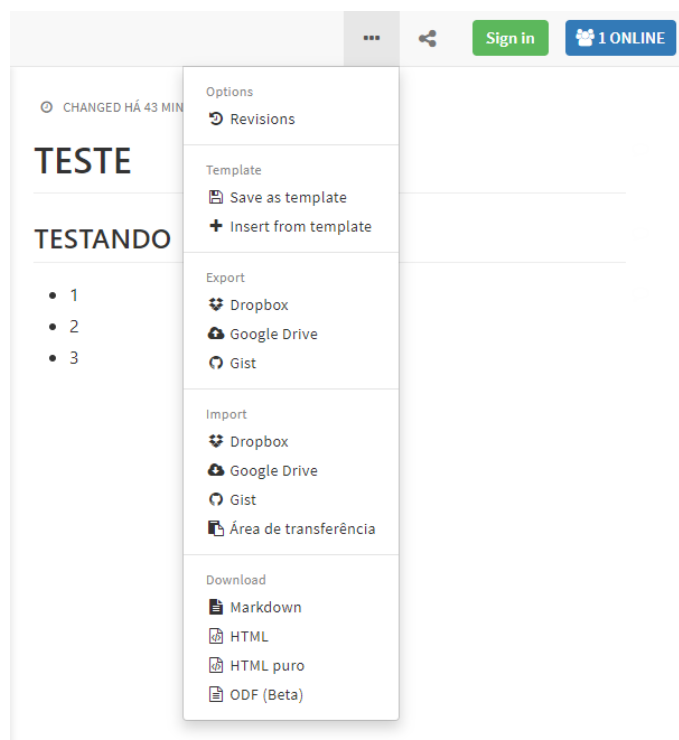 Sign in
1 ONLINE
CHANGED HÁ 43 MIN
TESTE
TESTANDO
1
2
3
Options
Revisions
Template
Save as template
Insert from template
Export
Dropbox
Google Drive
Gist
Import
Dropbox
Google Drive
Gist
Área de transferência
Download
Markdown
HTML
HTML puro
ODF (Beta)